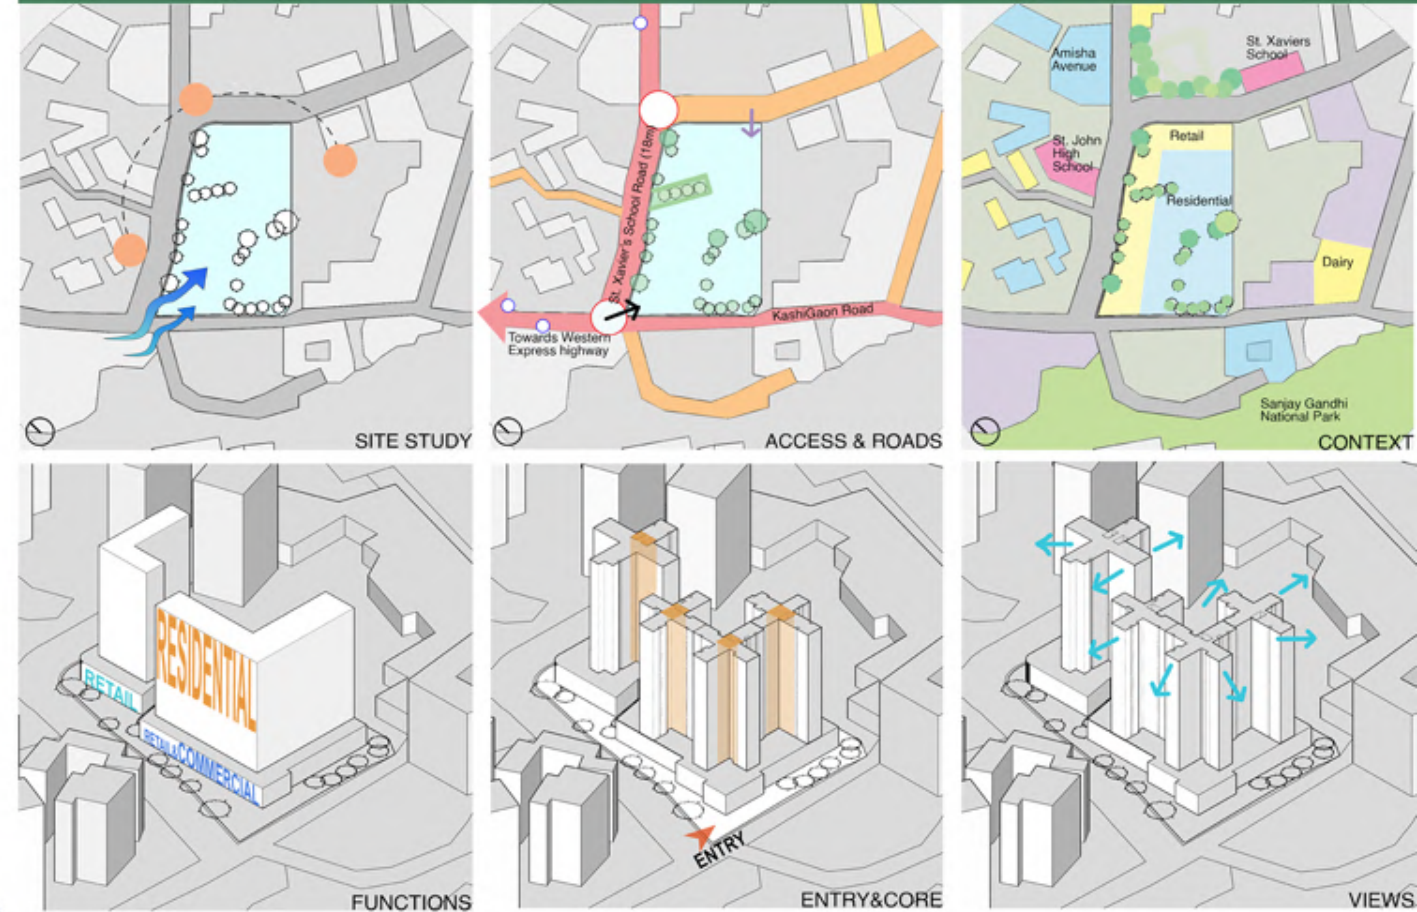 SITE STUDY
St. Xavier's School Road (18m)
KashiGaon Road
Towards Western
Express highway
ACCESS & ROADS
Amisha
Avenue
St. Xaviers
School
St. John
High
School
Retail
Residential
Dairy
Sanjay Gandhi
National Park
CONTEXT
RETAIL
RESIDENTIAL
RETAIL&COMMERCIAL
FUNCTIONS
ENTRY
ENTRY&CORE
VIEWS